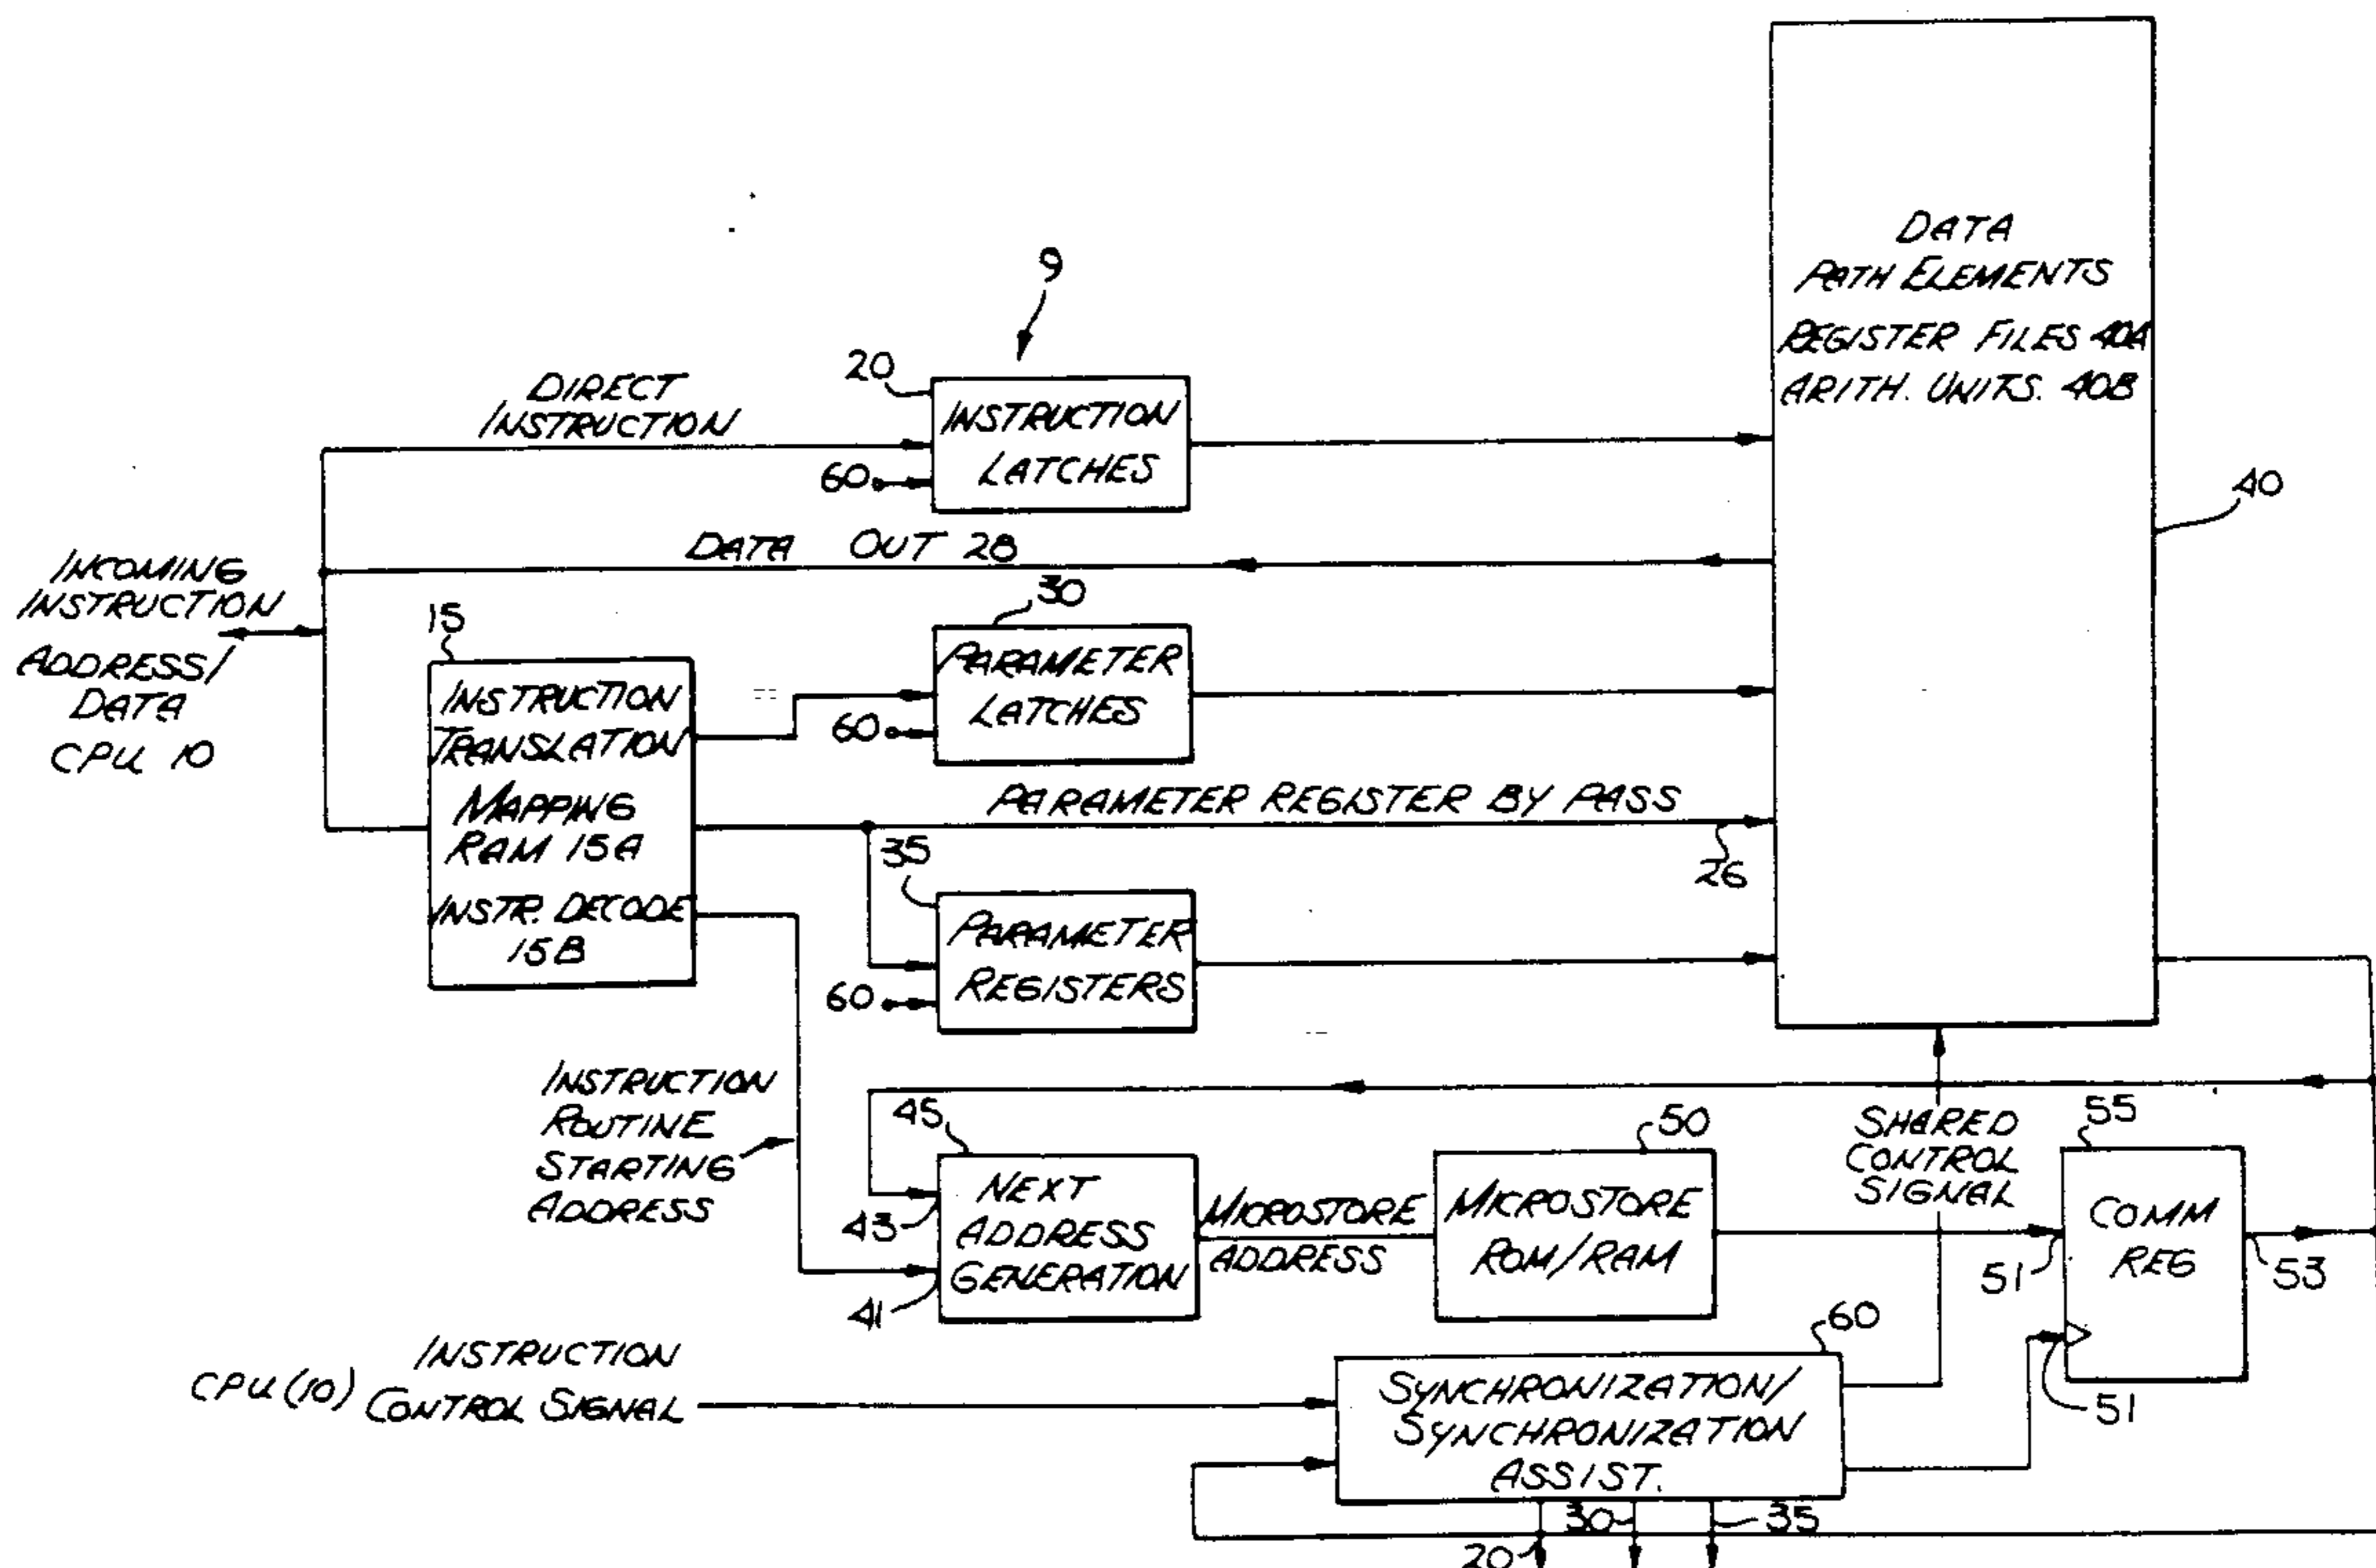 DATA
PATH ELEMENTS
REGISTER FILES 40A
ARITH. UNITS. 40B
40
9
20
DIRECT
INSTRUCTION
INSTRUCTION
LATCHES
60
DATA OUT 28
INCOMING
INSTRUCTION
ADDRESS/
DATA
CPU 10
15
INSTRUCTION
TRANSLATION
MAPPING
RAM 15A
INSTR. DECODE
15B
30
PARAMETER
LATCHES
60
PARAMETER REGISTER BY PASS
26
35
PARAMETER
REGISTERS
60
INSTRUCTION
ROUTINE
STARTING
ADDRESS
45
NEXT
ADDRESS
GENERATION
43
41
MICROSTORE
ADDRESS
50
MICROSTORE
ROM/RAM
SHARED
CONTROL
SIGNAL
55
COMM
REG
51
53
51
INSTRUCTION
CPU (10) CONTROL SIGNAL
60
SYNCHRONIZATION/
SYNCHRONIZATION
ASSIST.
20
30
35